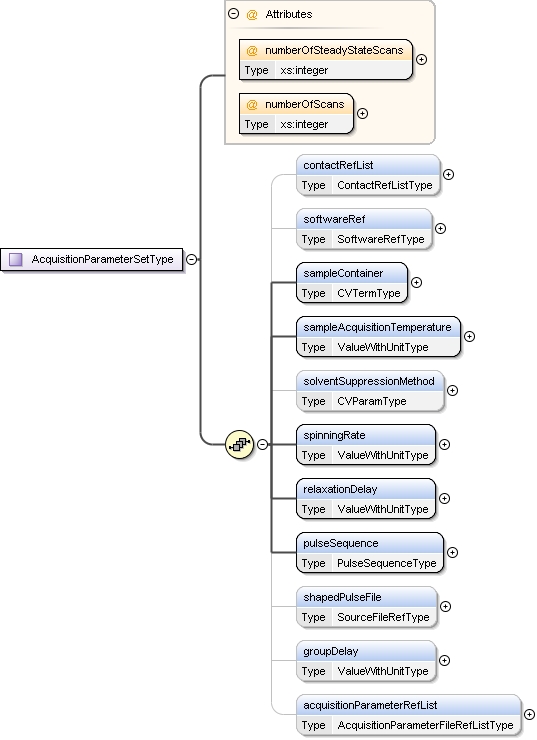 @ Attributes
@ numberOfSteadyStateScans
Type xs:integer
@ numberOfScans
Type xs:integer
contactRefList
Type ContactRefListType
softwareRef
Type SoftwareRefType
AcquisitionParameterSetType
sampleContainer
Type CVTermType
sampleAcquisitionTemperature
Type ValueWithUnitType
solventSuppressionMethod
Type CVParamType
spinningRate
Type ValueWithUnitType
relaxationDelay
Type ValueWithUnitType
pulseSequence
Type PulseSequenceType
shapedPulseFile
Type SourceFileRefType
groupDelay
Type ValueWithUnitType
acquisitionParameterRefList
Type AcquisitionParameterFileRefListType